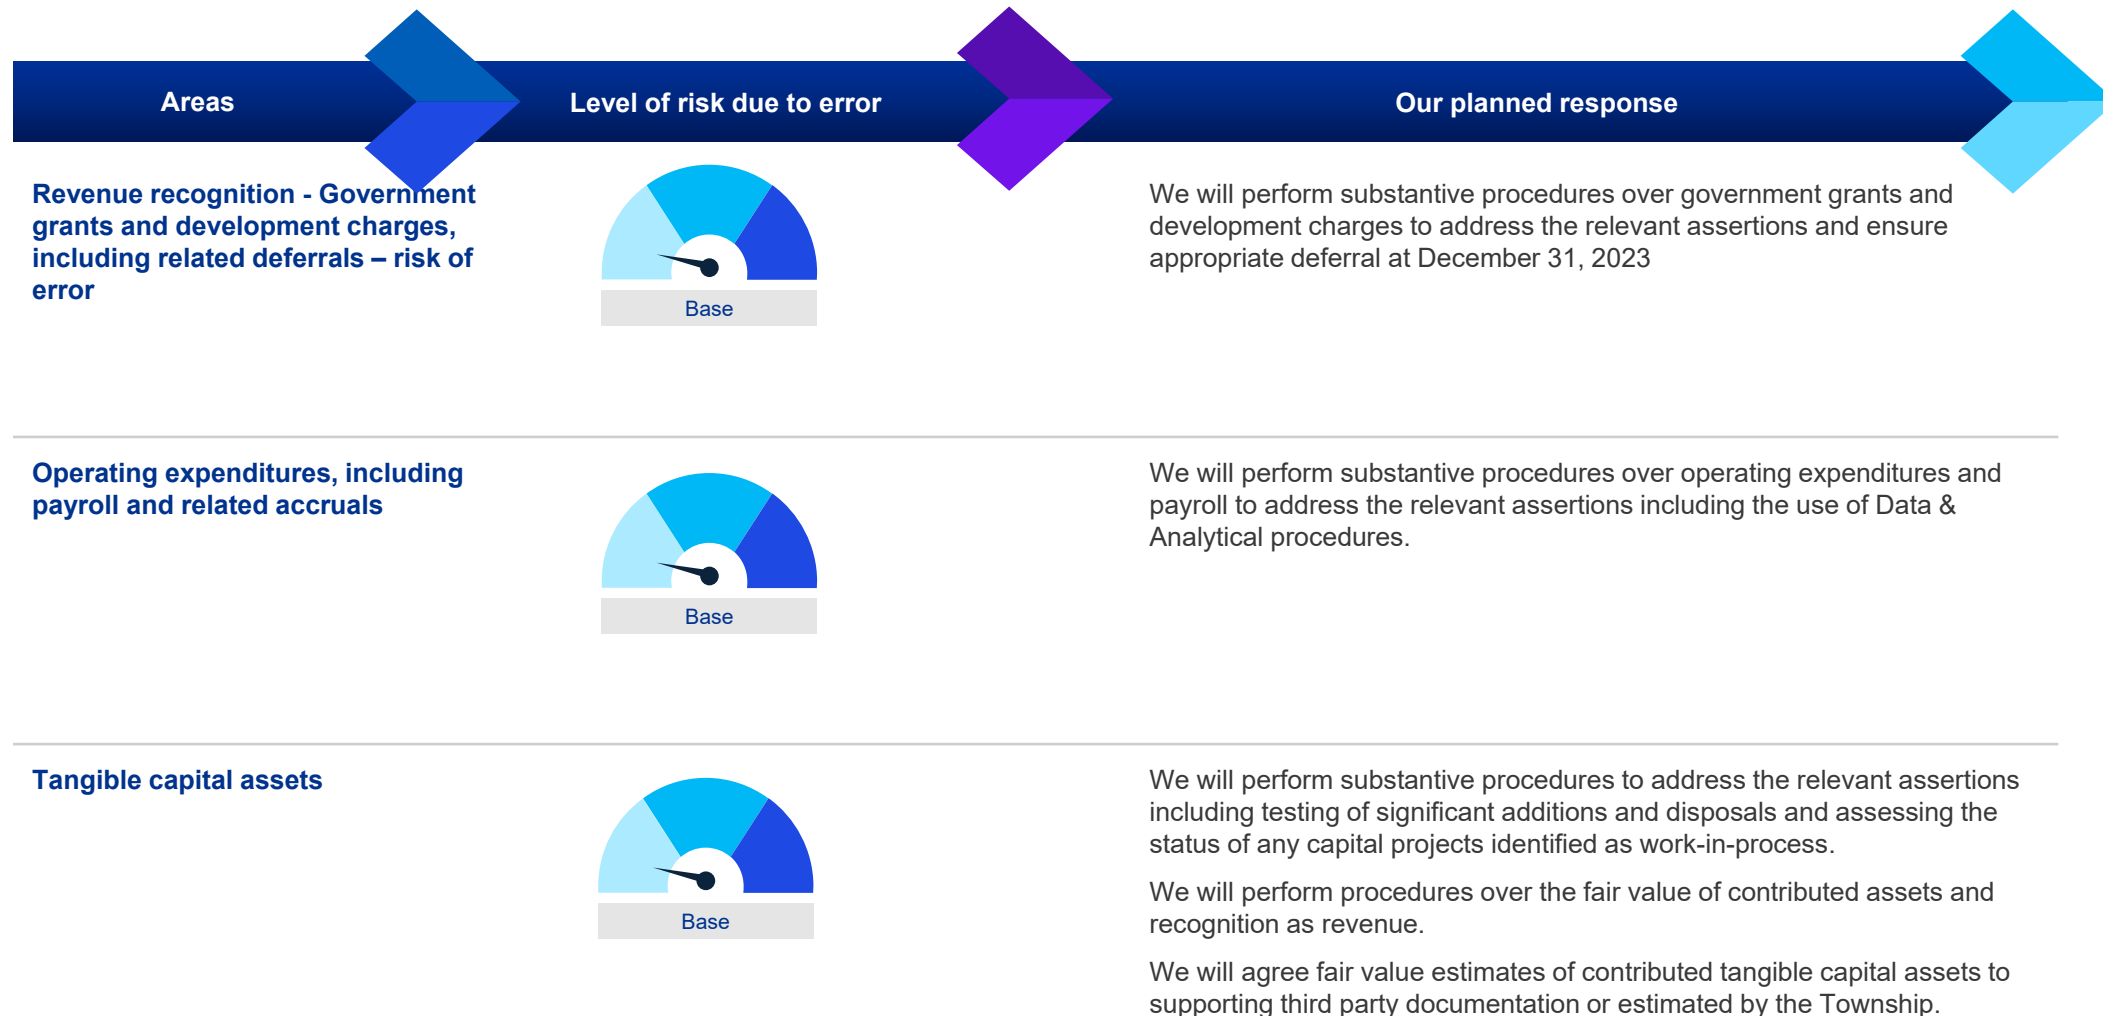 Areas
Level of risk due to error
Our planned response
Revenue recognition - Government
grants and development charges,
including related deferrals – risk of
error
Base
We will perform substantive procedures over government grants and
development charges to address the relevant assertions and ensure
appropriate deferral at December 31, 2023
Operating expenditures, including
payroll and related accruals
Base
We will perform substantive procedures over operating expenditures and
payroll to address the relevant assertions including the use of Data &
Analytical procedures.
Tangible capital assets
Base
We will perform substantive procedures to address the relevant assertions
including testing of significant additions and disposals and assessing the
status of any capital projects identified as work-in-process.
We will perform procedures over the fair value of contributed assets and
recognition as revenue.
We will agree fair value estimates of contributed tangible capital assets to
supporting third party documentation or estimated by the Township.